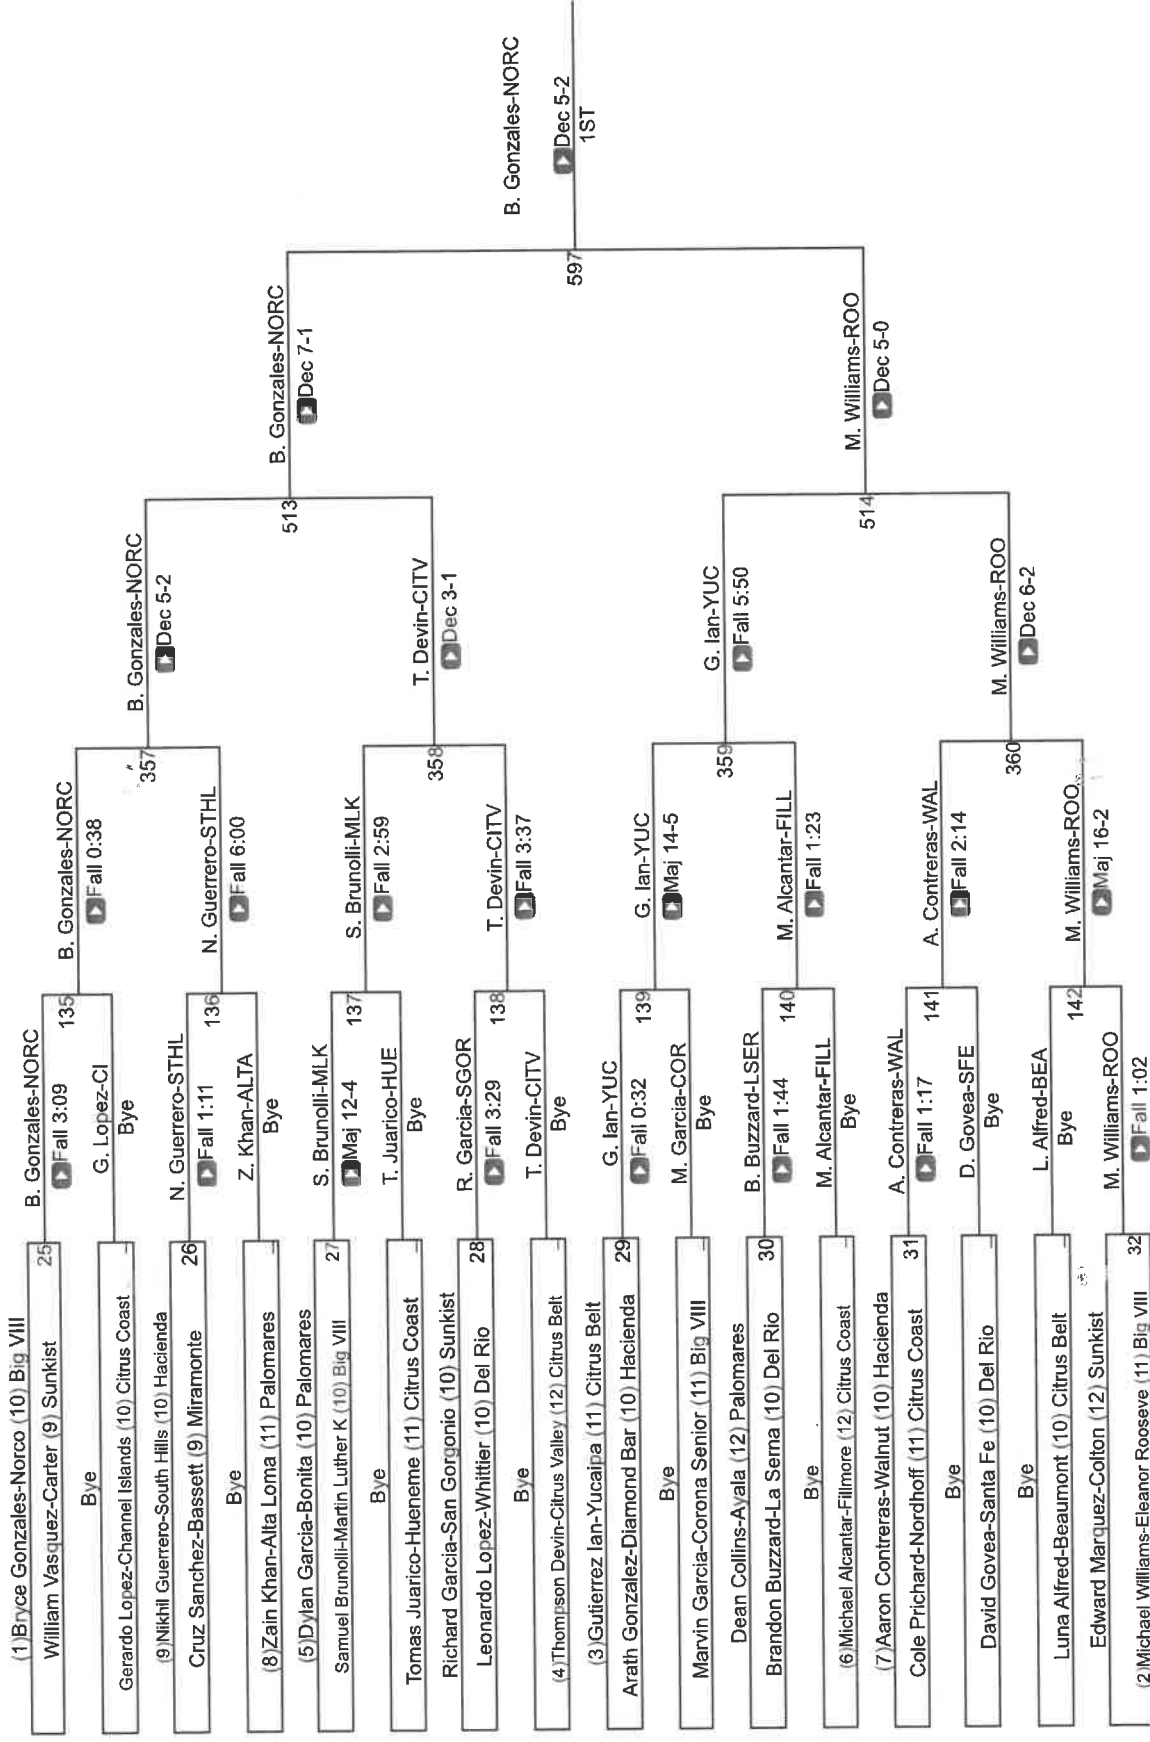 (1)Bryce Gonzales-Norco (10) Big VIII
25
William Vasquez-Carter (9) Sunkist
Bye
Gerardo Lopez-Channel Islands (10) Citrus Coast
(9)Nikhil Guerrero-South Hills (10) Hacienda
26
Cruz Sanchez-Bassett (9) Miramonte
Bye
(8)Zain Khan-Alta Loma (11) Palomares
(5)Dylan Garcia-Bonita (10) Palomares
27
Samuel Brunolli-Martin Luther K (10) Big VIII
Bye
Tomas Juarico-Hueneme (11) Citrus Coast
Richard Garcia-San Gorgonio (10) Sunkist
28
Leonardo Lopez-Whittier (10) Del Rio
Bye
(4)Thompson Devin-Citrus Valley (12) Citrus Belt
(3)Gutierrez Ian-Yucaipa (11) Citrus Belt
29
Arath Gonzalez-Diamond Bar (10) Hacienda
Bye
Marvin Garcia-Corona Senior (11) Big VIII
Dean Collins-Ayala (12) Palomares
30
Brandon Buzzard-La Serna (10) Del Rio
Bye
(6)Michael Alcantar-Fillmore (12) Citrus Coast
(7)Aaron Contreras-Walnut (10) Hacienda
31
Cole Prichard-Nordhoff (11) Citrus Coast
Bye
David Govea-Santa Fe (10) Del Rio
Bye
Luna Alfred-Beaumont (10) Citrus Belt
Edward Marquez-Colton (12) Sunkist
32
(2)Michael Williams-Eleanor Rooseve (11) Big VIII
B. Gonzales-NORC
Fall 3:09
135
G. Lopez-CI
Bye
N. Guerrero-STHL
Fall 1:11
136
Z. Khan-ALTA
Bye
S. Brunolli-MLK
Maj 12-4
137
T. Juarico-HUE
Bye
R. Garcia-SGOR
Fall 3:29
138
T. Devin-CITV
Bye
G. Ian-YUC
Fall 0:32
139
M. Garcia-COR
Bye
B. Buzzard-LSER
Fall 1:44
140
M. Alcantar-FILL
Bye
A. Contreras-WAL
Fall 1:17
141
D. Govea-SFE
Bye
L. Alfred-BEA
Bye
142
M. Williams-ROO
Fall 1:02
B. Gonzales-NORC
Fall 0:38
357
N. Guerrero-STHL
Fall 6:00
S. Brunolli-MLK
Fall 2:59
358
T. Devin-CITV
Fall 3:37
G. Ian-YUC
Maj 14-5
359
M. Alcantar-FILL
Fall 1:23
A. Contreras-WAL
Fall 2:14
360
M. Williams-ROO
Maj 16-2
B. Gonzales-NORC
Dec 5-2
513
T. Devin-CITV
Dec 3-1
G. Ian-YUC
Fall 5:50
514
M. Williams-ROO
Dec 6-2
B. Gonzales-NORC
Dec 7-1
597
M. Williams-ROO
Dec 5-0
B. Gonzales-NORC
Dec 5-2
1ST